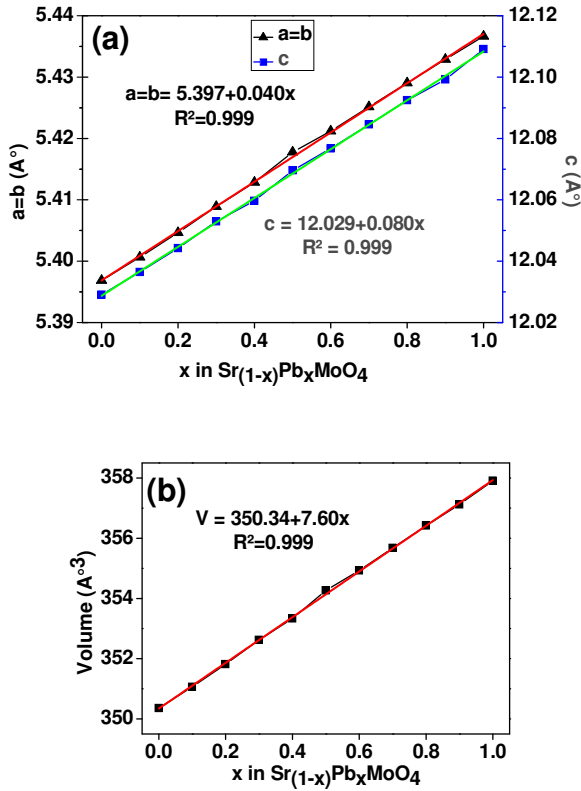 (a)
a=b
c
a=b= 5.397+0.040x
R²=0.999
c = 12.029+0.080x
R² = 0.999
5.44
5.43
5.42
5.41
5.40
5.39
a=b (A°)
12.12
12.10
12.08
12.06
12.04
12.02
c (A°)
0.0 0.2 0.4 0.6 0.8 1.0
x in Sr(1-x)PbxMoO4
(b)
V = 350.34+7.60x
R²=0.999
358
356
354
352
350
Volume (A°3)
0.0 0.2 0.4 0.6 0.8 1.0
x in Sr(1-x)PbxMoO4